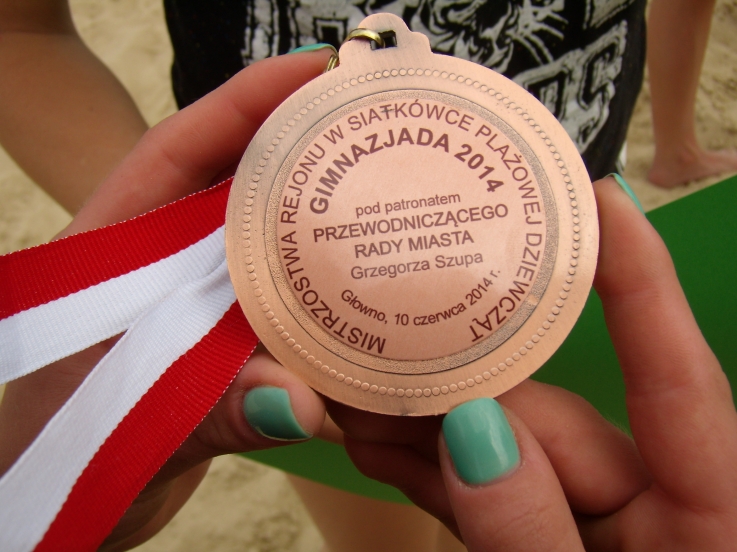 MISTRZOSTWA REJONU W SIATKÓWCE PLAŻOWEJ DZIEWCZĄT
GIMNAZJADA 2014
pod patronatem
PRZEWODNICZĄCEGO
RADY MIASTA
Grzegorza Szupa
Głowno, 10 czerwca 2014 r.